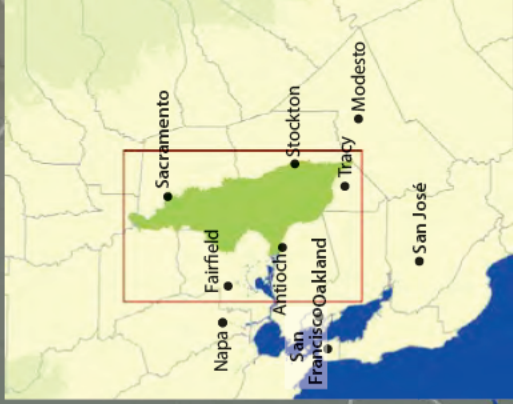 Sacramento
Stockton
Modesto
Tracy
Fairfield
Antioch
Napa
San
Francisco
Oakland
San José